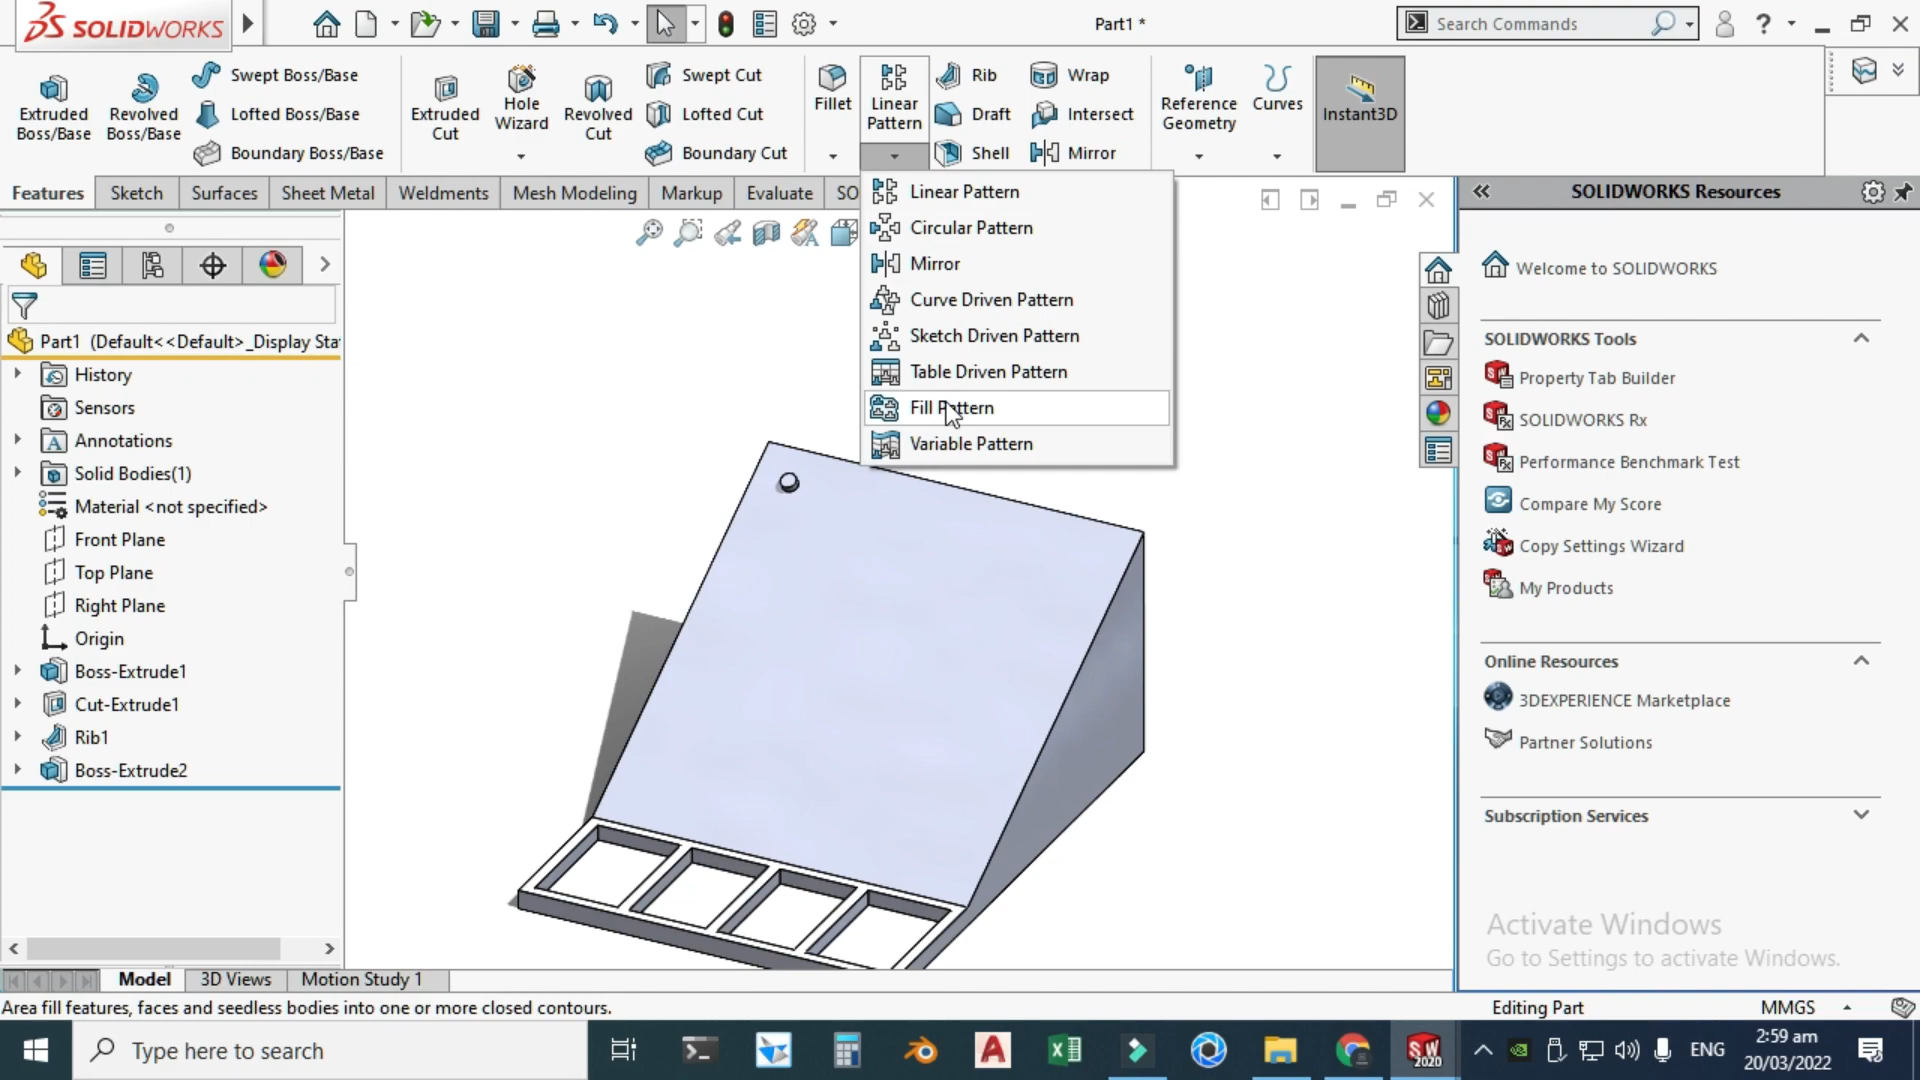 SOLIDWORKS
Part1 *
Search Commands
Extruded Boss/Base
Revolved Boss/Base
Swept Boss/Base
Lofted Boss/Base
Boundary Boss/Base
Extruded Cut
Hole Wizard
Revolved Cut
Swept Cut
Lofted Cut
Boundary Cut
Fillet
Linear Pattern
Rib
Draft
Shell
Wrap
Intersect
Mirror
Reference Geometry
Curves
Instant3D
Features
Sketch
Surfaces
Sheet Metal
Weldments
Mesh Modeling
Markup
Evaluate
SO
Linear Pattern
Circular Pattern
Mirror
Curve Driven Pattern
Sketch Driven Pattern
Table Driven Pattern
Fill Pattern
Variable Pattern
Part1 (Default<<Default>_Display Sta
History
Sensors
Annotations
Solid Bodies(1)
Material <not specified>
Front Plane
Top Plane
Right Plane
Origin
Boss-Extrude1
Cut-Extrude1
Rib1
Boss-Extrude2
SOLIDWORKS Resources
Welcome to SOLIDWORKS
SOLIDWORKS Tools
Property Tab Builder
SOLIDWORKS Rx
Performance Benchmark Test
Compare My Score
Copy Settings Wizard
My Products
Online Resources
3DEXPERIENCE Marketplace
Partner Solutions
Subscription Services
Activate Windows
Go to Settings to activate Windows.
Model
3D Views
Motion Study 1
Area fill features, faces and seedless bodies into one or more closed contours.
Editing Part
MMGS
Type here to search
SW
2020
ENG
2:59 am
20/03/2022